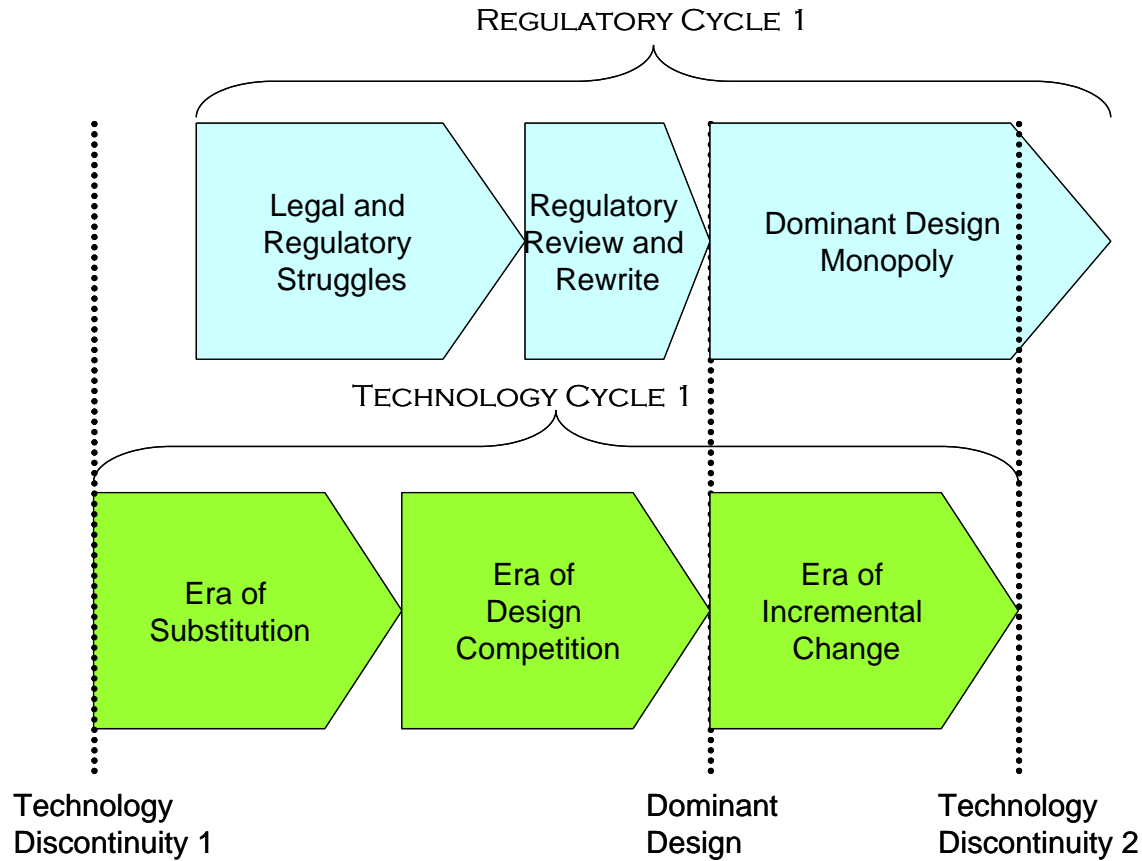 REGULATORY CYCLE 1
Legal and
Regulatory
Struggles
Regulatory
Review and
Rewrite
Dominant Design
Monopoly
TECHNOLOGY CYCLE 1
Era of
Substitution
Era of
Design
Competition
Era of
Incremental
Change
Technology
Discontinuity 1
Dominant
Design
Technology
Discontinuity 2